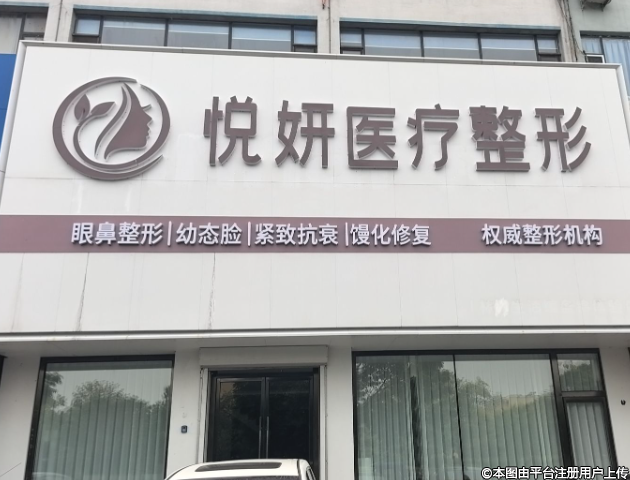 悦妍医疗整形
眼鼻整形|幼态脸|紧致抗衰|馒化修复 权威整形机构
©本图由平台注册用户上传